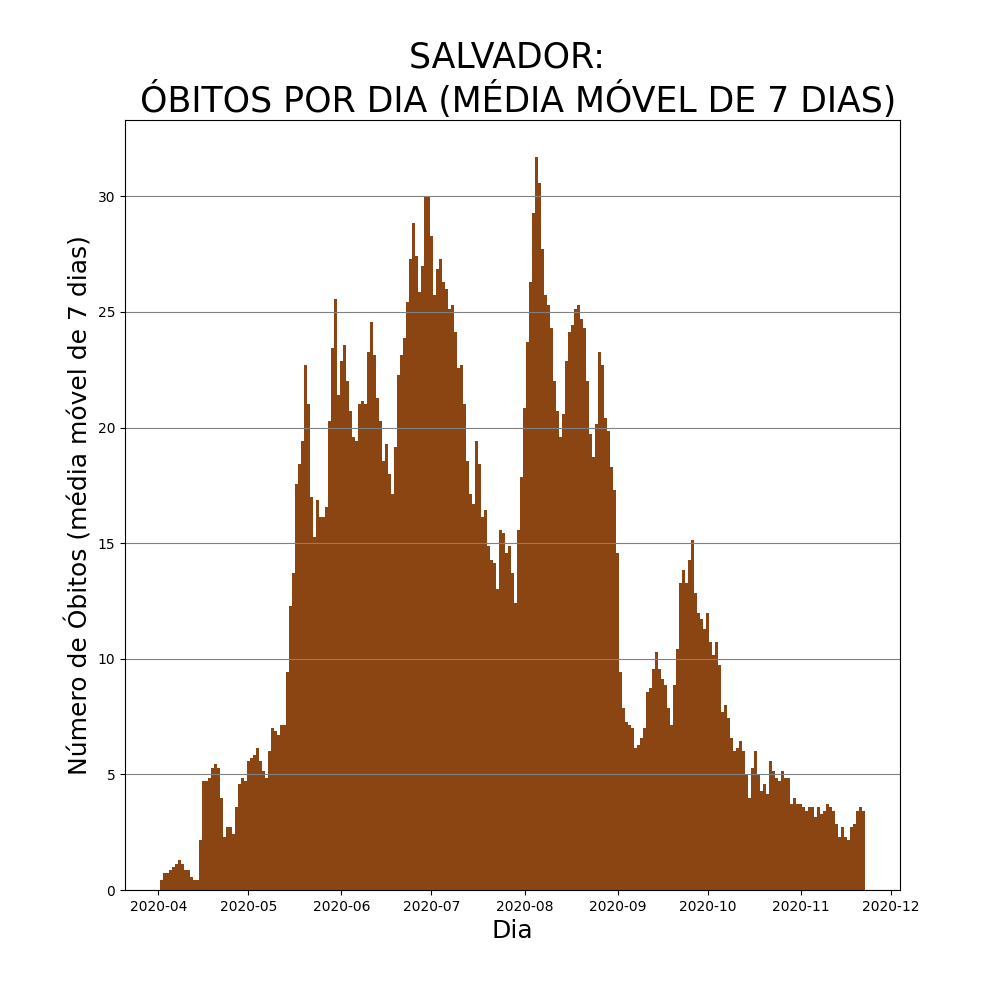 SALVADOR:
ÓBITOS POR DIA (MÉDIA MÓVEL DE 7 DIAS)
Número de Óbitos (média móvel de 7 dias)
30
25
20
15
10
5
0
2020-04 2020-05 2020-06 2020-07 2020-08 2020-09 2020-10 2020-11 2020-12
Dia